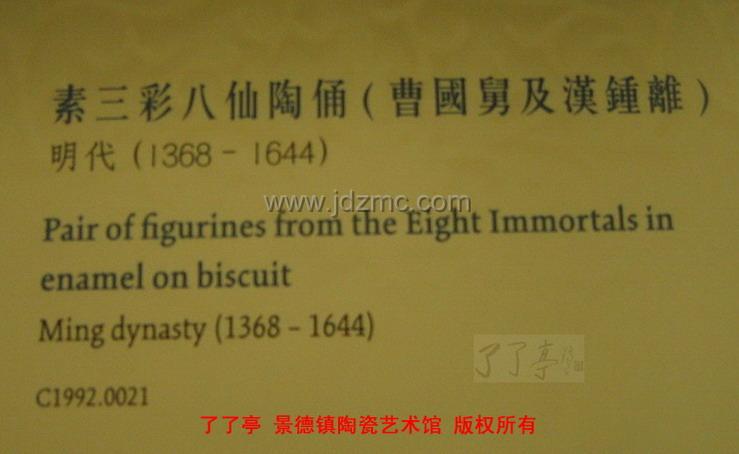 素三彩八仙陶俑(曹國舅及漢鍾離)
明代(1368-1644)
www.jdzmc.com
Pair of figurines from the Eight Immortals in
enamel on biscuit
Ming dynasty (1368 – 1644)
了了亭
C1992.0021
了了亭 景德镇陶瓷艺术馆 版权所有